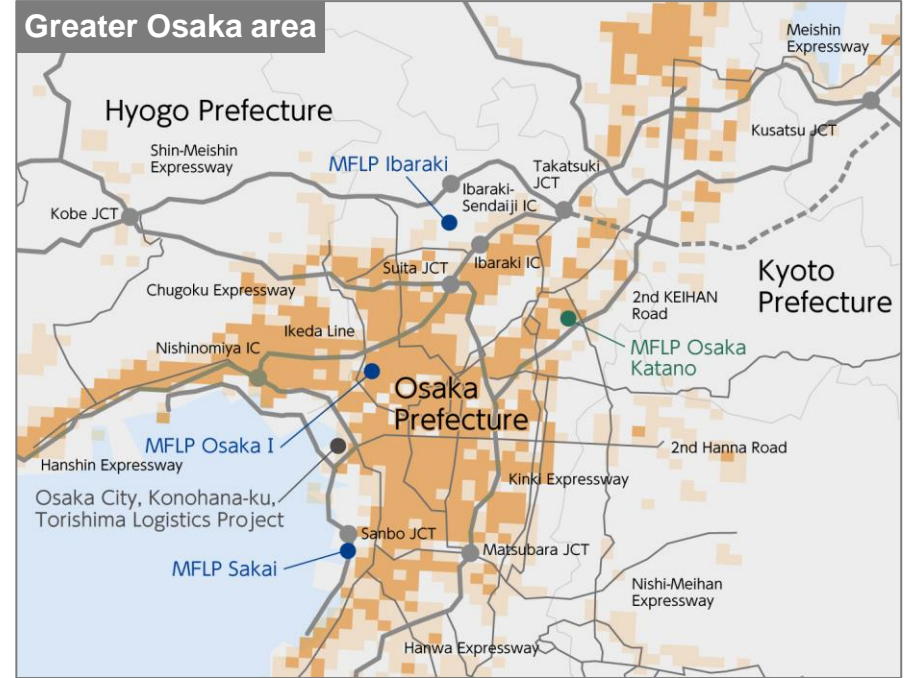 Greater Osaka area
Meishin
Expressway
Hyogo Prefecture
Kusatsu JCT
Shin-Meishin
Expressway
MFLP Ibaraki
Takatsuki
JCT
Ibaraki-
Sendaiji IC
Kobe JCT
Suita JCT
Ibaraki IC
Kyoto
Prefecture
Chugoku Expressway
2nd KEIHAN
Road
Ikeda Line
Nishinomiya IC
MFLP Osaka
Katano
Osaka
Prefecture
MFLP Osaka I
2nd Hanna Road
Hanshin Expressway
Kinki Expressway
Osaka City, Konohana-ku,
Torishima Logistics Project
Sanbo JCT
Matsubara JCT
MFLP Sakai
Nishi-Meihan
Expressway
Hanwa Expressway